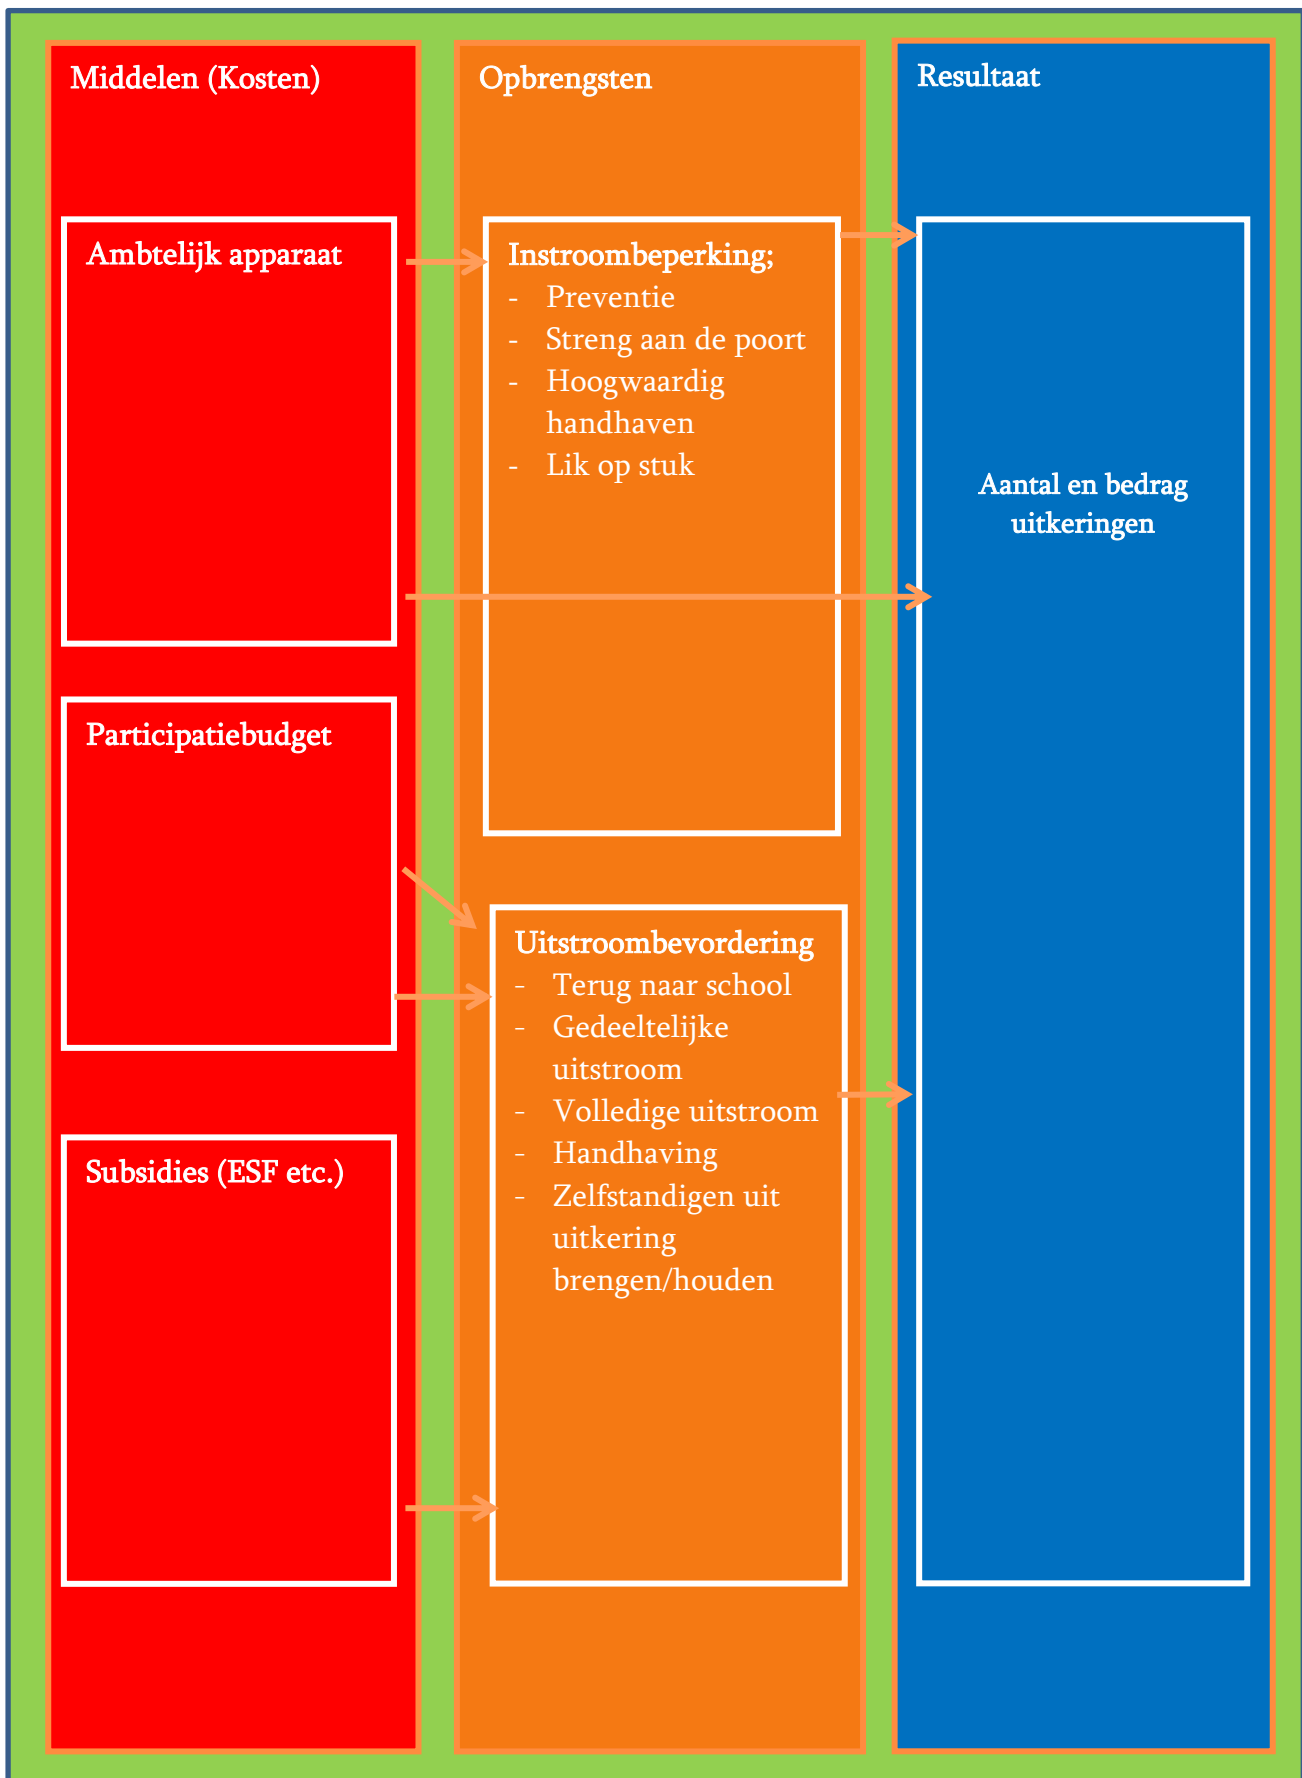 Middelen (Kosten)
Ambtelijk apparaat
Participatiebudget
Subsidies (ESF etc.)
Opbrengsten
Instroombeperking;
- Preventie
- Streng aan de poort
- Hoogwaardig
handhaven
- Lik op stuk
Uitstroombevordering
- Terug naar school
- Gedeeltelijke
uitstroom
- Volledige uitstroom
- Handhaving
- Zelfstandigen uit
uitkering
brengen/houden
Resultaat
Aantal en bedrag
uitkeringen